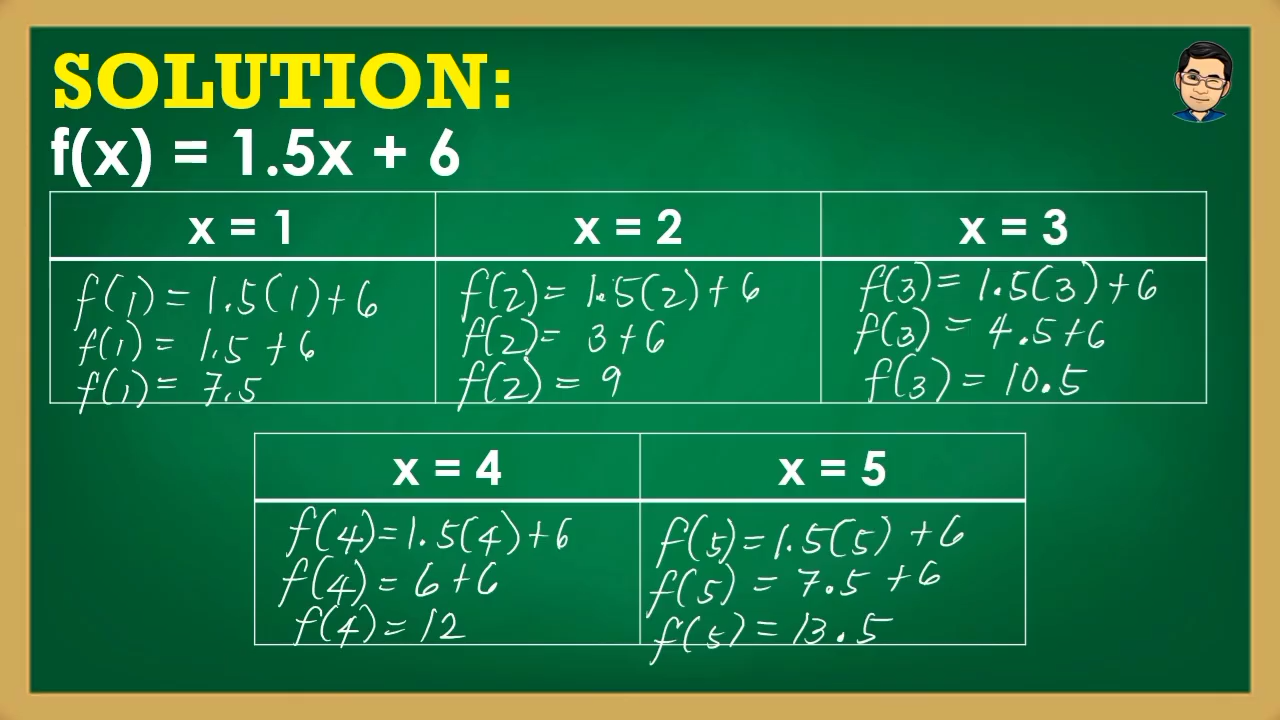 SOLUTION:
f(x) = 1.5x + 6
x = 1
x = 2
x = 3
f(1) = 1.5(1) + 6
f(1) = 1.5 + 6
f(1) = 7.5
f(2) = 1.5(2) + 6
f(2) = 3 + 6
f(2) = 9
f(3) = 1.5(3) + 6
f(3) = 4.5 + 6
f(3) = 10.5
x = 4
x = 5
f(4) = 1.5(4) + 6
f(4) = 6 + 6
f(4) = 12
f(5) = 1.5(5) + 6
f(5) = 7.5 + 6
f(5) = 13.5